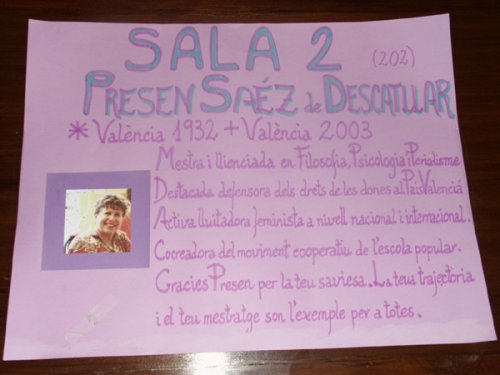 SALA 2 (202)
PRESEN SAÉZ de DESCATLLAR
* València 1932 + València 2003
Mestra i llienciada en Filosofia, Psicologia i Periodisme
Destacada defensora dels drets de les dones al País Valencià
Activa lluitadora feminista a nivell nacional i internacional.
Cocreadora del moviment cooperatiu de l'escola popular.
Gracies Presen per la teu saviesa. La teua trajectòria
i el teu mestratge son l'exemple per a totes.